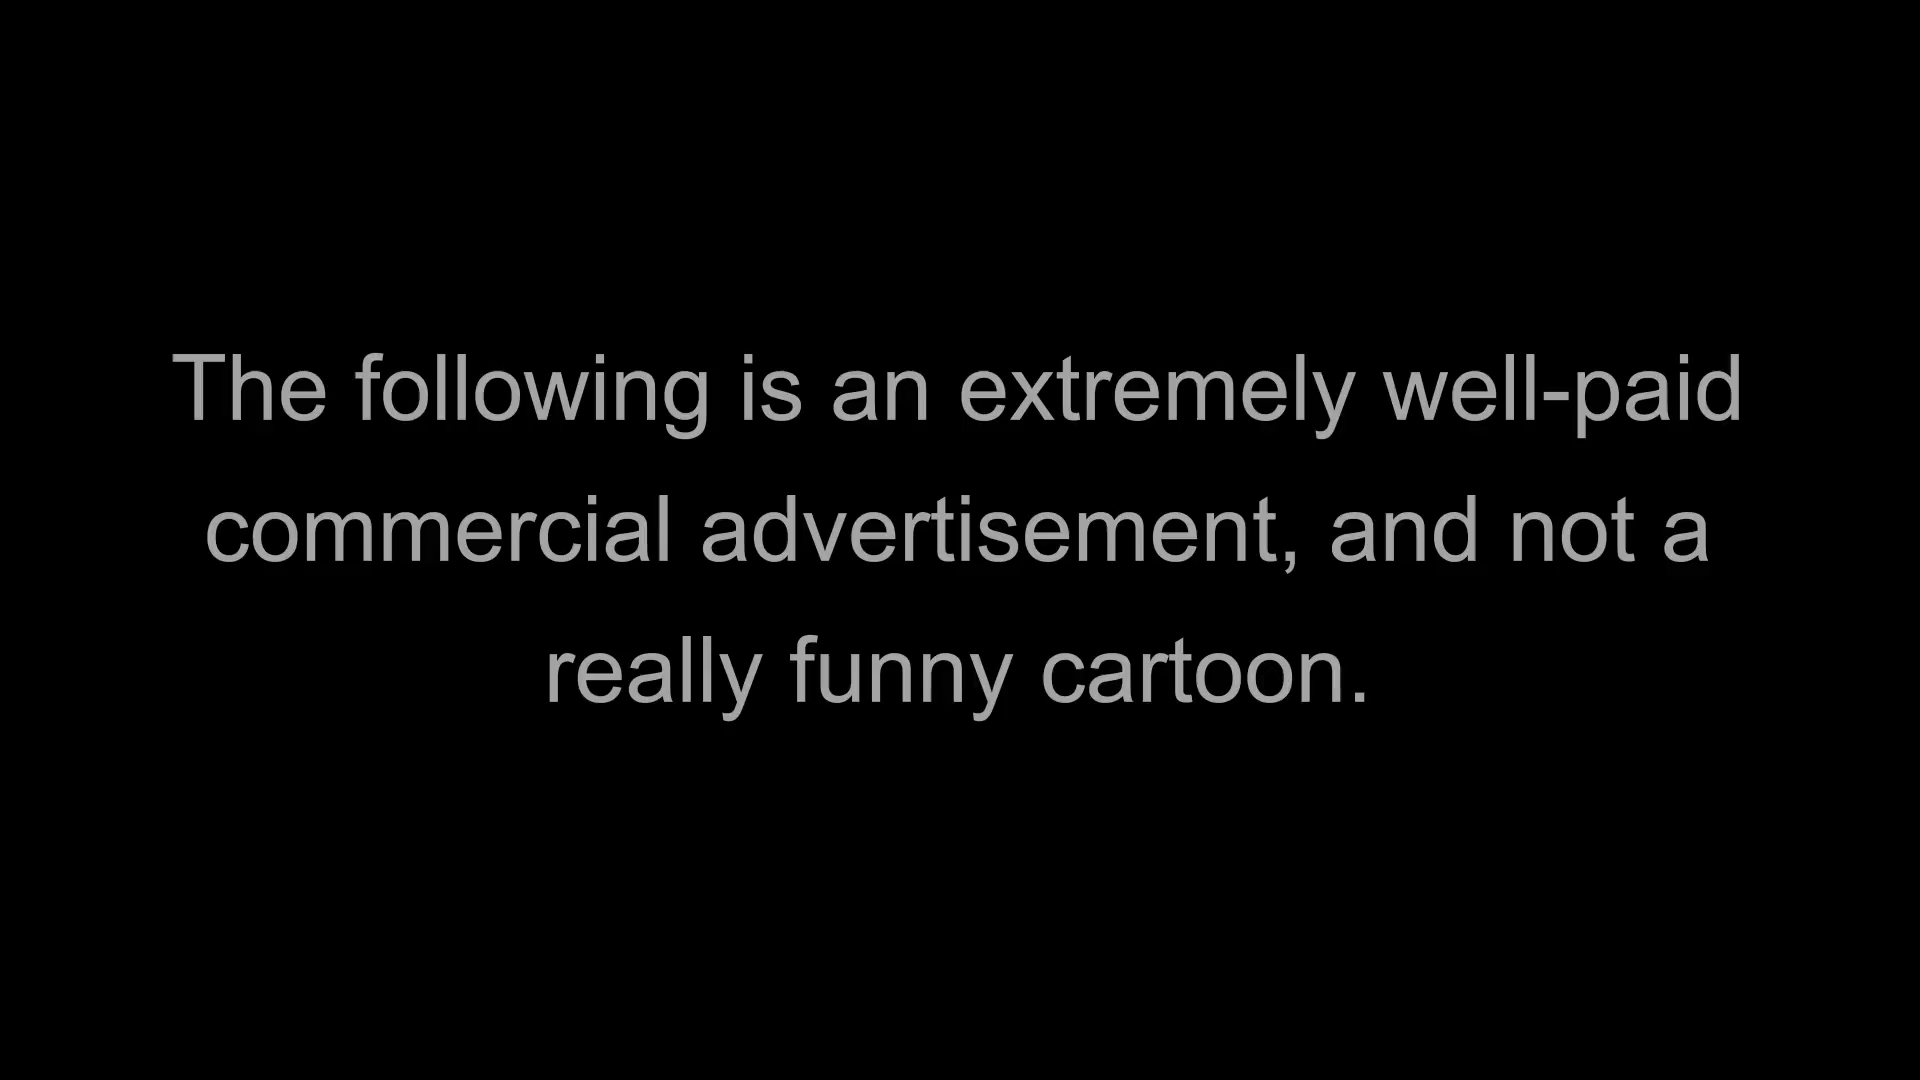 The following is an extremely well-paid
commercial advertisement, and not a
really funny cartoon.